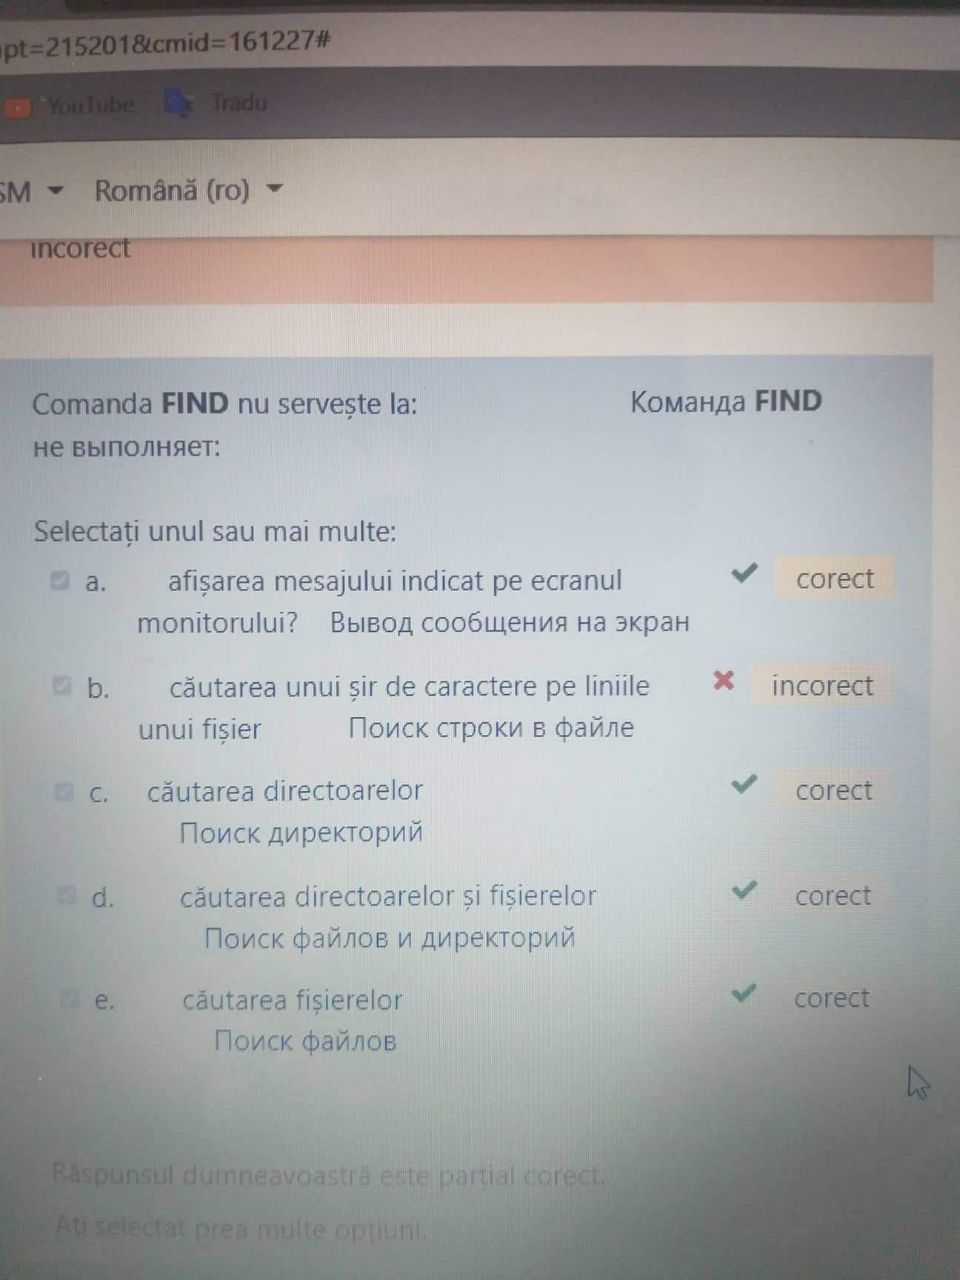 pt=215201&cmid=161227#
YouTube Tradu
SM Română (ro)
incorect
Comanda FIND nu servește la: Команда FIND
не выполняет:
Selectați unul sau mai multe:
a. afișarea mesajului indicat pe ecranul corect
monitorului? Вывод сообщения на экран
b. căutarea unui șir de caractere pe liniile incorect
unui fișier Поиск строки в файле
c. căutarea directoarelor corect
Поиск директорий
d. căutarea directoarelor și fișierelor corect
Поиск файлов и директорий
e. căutarea fișierelor corect
Поиск файлов
Răspunsul dumneavoastră este parțial corect.
Ați selectat prea multe opțiuni.